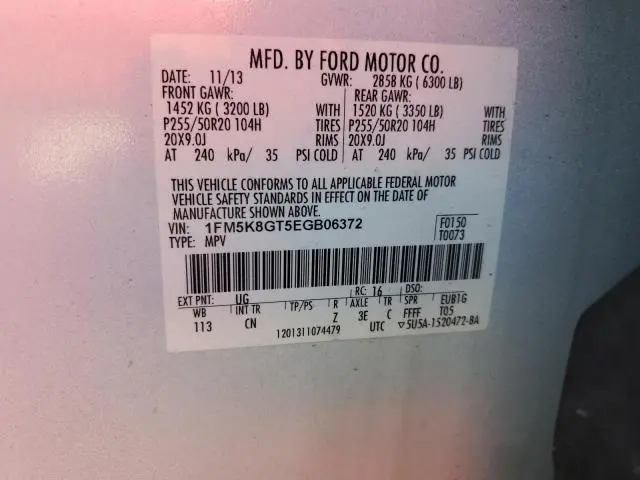 MFD. BY FORD MOTOR CO.
DATE: 11/13 GVWR: 2858 KG ( 6300 LB)
FRONT GAWR: REAR GAWR:
1452 KG ( 3200 LB) WITH 1520 KG ( 3350 LB) WITH
P255/50R20 104H TIRES P255/50R20 104H TIRES
20X9.0J RIMS 20X9.0J RIMS
AT 240 kPa/ 35 PSI COLD AT 240 kPa/ 35 PSI COLD
THIS VEHICLE CONFORMS TO ALL APPLICABLE FEDERAL MOTOR
VEHICLE SAFETY STANDARDS IN EFFECT ON THE DATE OF
MANUFACTURE SHOWN ABOVE.
VIN: 1FM5K8GT5EGB06372 F0150
TYPE: MPV T0073
EXT PNT: UG RC: 16 DSO:
WB INT TR TP/PS R AXLE TR SPR EUB1G
113 CN Z 3E C FFFF T05
1201311074479 UTC ▽5U5A-1520472-BA